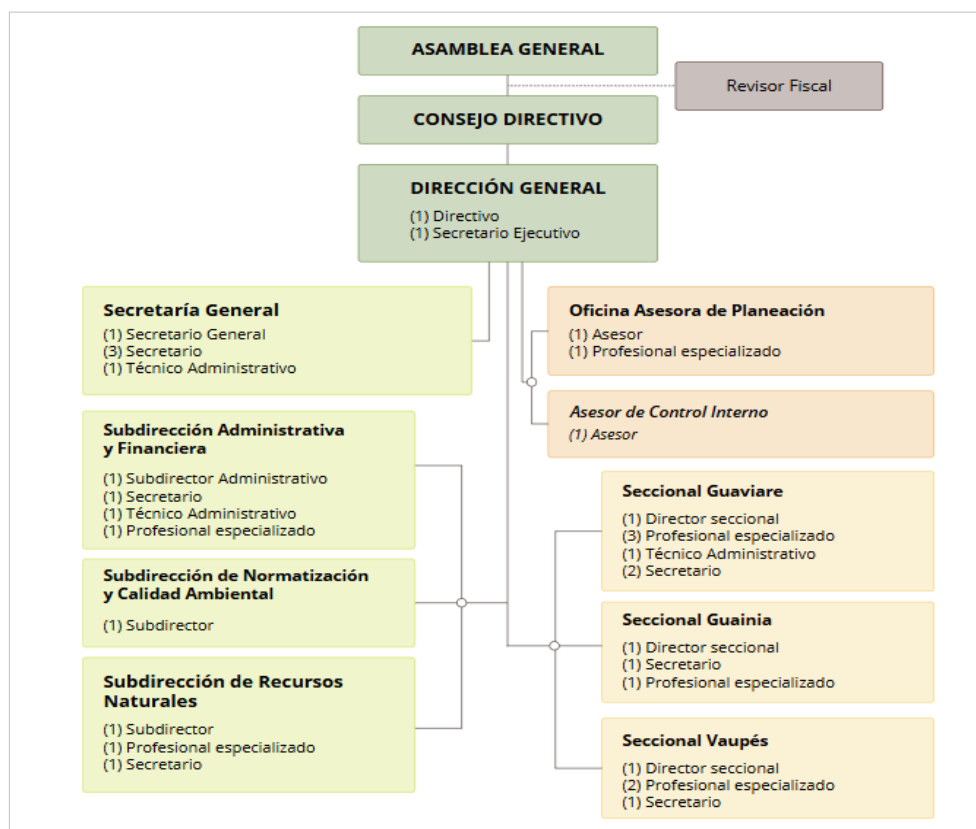 ASAMBLEA GENERAL
Revisor Fiscal
CONSEJO DIRECTIVO
DIRECCIÓN GENERAL
(1) Directivo
(1) Secretario Ejecutivo
Secretaría General
(1) Secretario General
(3) Secretario
(1) Técnico Administrativo
Oficina Asesora de Planeación
(1) Asesor
(1) Profesional especializado
Asesor de Control Interno
(1) Asesor
Subdirección Administrativa
y Financiera
(1) Subdirector Administrativo
(1) Secretario
(1) Técnico Administrativo
(1) Profesional especializado
Subdirección de Normatización
y Calidad Ambiental
(1) Subdirector
Subdirección de Recursos
Naturales
(1) Subdirector
(1) Profesional especializado
(1) Secretario
Seccional Guaviare
(1) Director seccional
(3) Profesional especializado
(1) Técnico Administrativo
(2) Secretario
Seccional Guainia
(1) Director seccional
(1) Secretario
(1) Profesional especializado
Seccional Vaupés
(1) Director seccional
(2) Profesional especializado
(1) Secretario